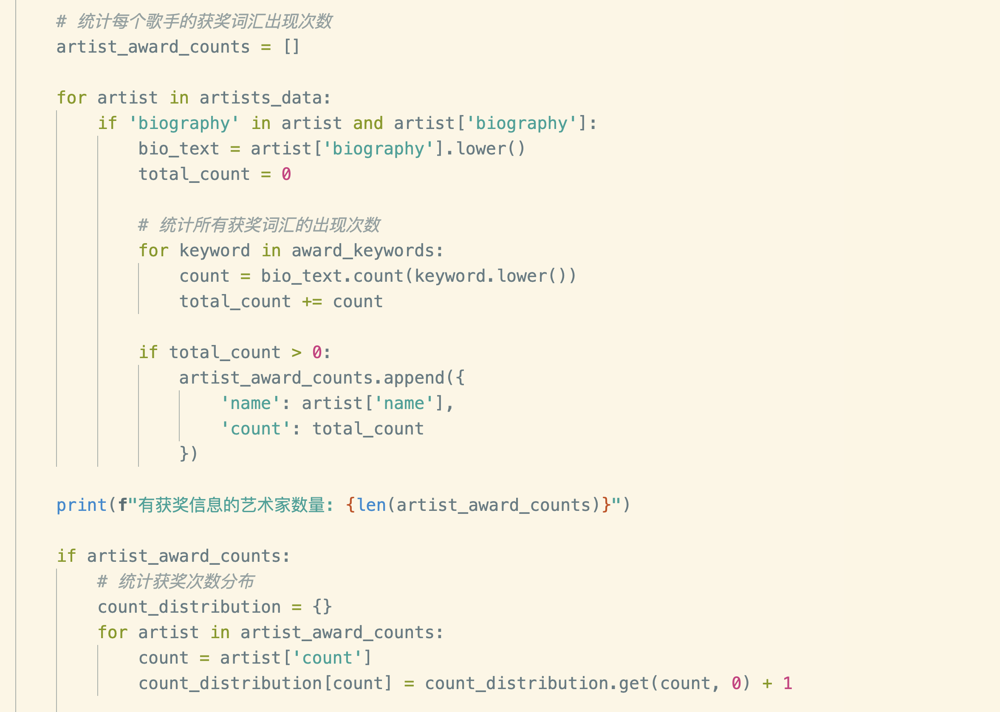 # 统计每个歌手的获奖词汇出现次数
artist_award_counts = []
for artist in artists_data:
if 'biography' in artist and artist['biography']:
bio_text = artist['biography'].lower()
total_count = 0
# 统计所有获奖词汇的出现次数
for keyword in award_keywords:
count = bio_text.count(keyword.lower())
total_count += count
if total_count > 0:
artist_award_counts.append({
'name': artist['name'],
'count': total_count
})
print(f"有获奖信息的艺术家数量: {len(artist_award_counts)}")
if artist_award_counts:
# 统计获奖次数分布
count_distribution = {}
for artist in artist_award_counts:
count = artist['count']
count_distribution[count] = count_distribution.get(count, 0) + 1